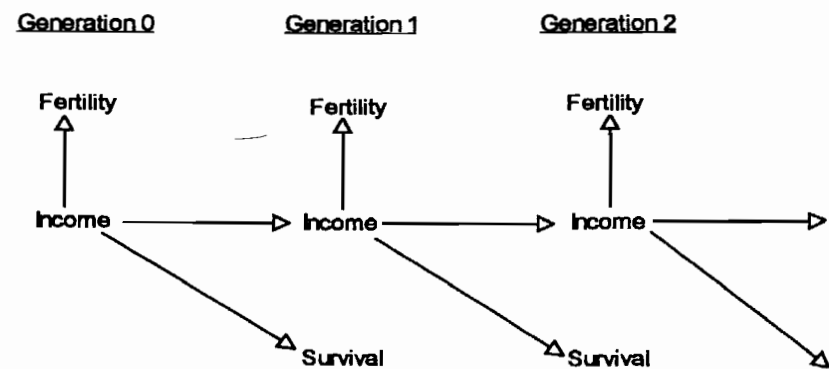 Generation 0 Generation 1 Generation 2
Fertility Fertility Fertility
Income Income Income
Survival Survival